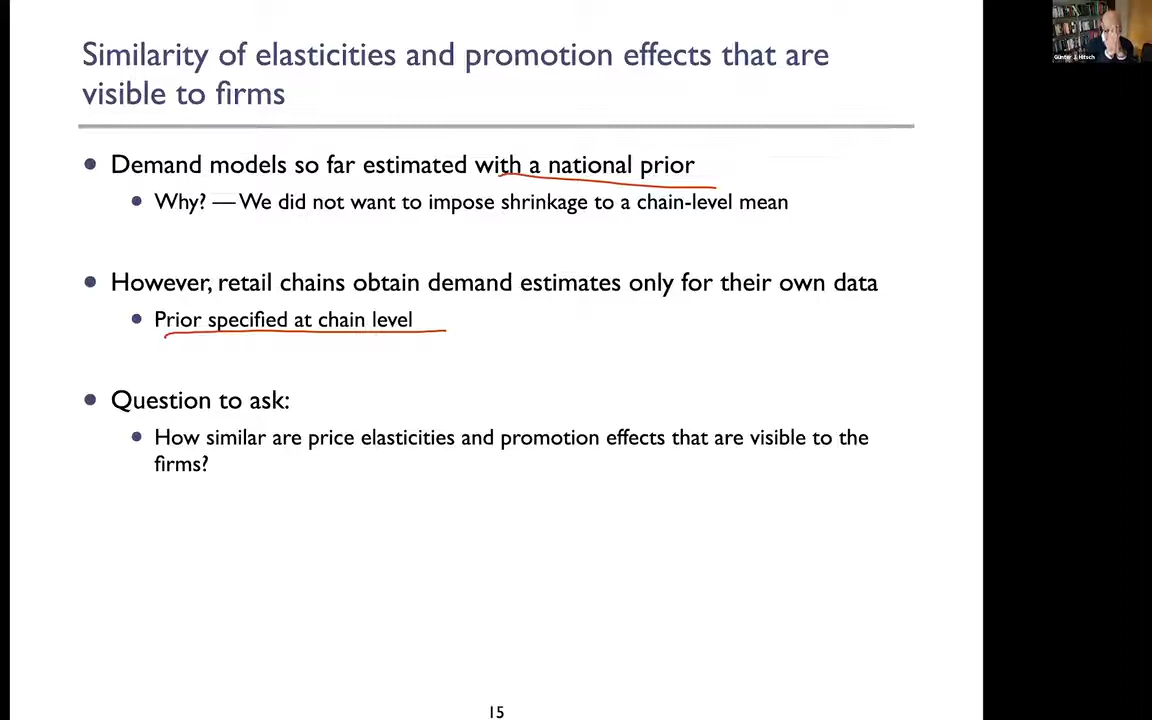 Similarity of elasticities and promotion effects that are
visible to firms
Demand models so far estimated with a national prior
Why? — We did not want to impose shrinkage to a chain-level mean
However, retail chains obtain demand estimates only for their own data
Prior specified at chain level
Question to ask:
How similar are price elasticities and promotion effects that are visible to the
firms?
15
Günter J. Hitsch